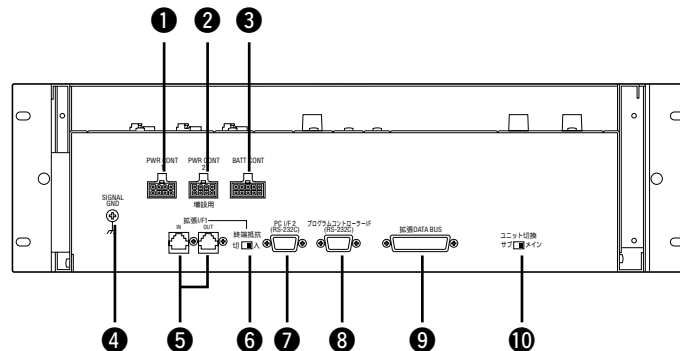 ❶ ❷ ❸
PWR CONT
1
PWR CONT
2
BATT CONT
増設用
SIGNAL
GND
拡張I/F1
IN
OUT
終端抵抗
切 入
PC I/F 2
(RS-232C)
プログラムコントローラーI/F
(RS-232C)
拡張DATA BUS
ユニット切換
サブ メイン
❹ ❺ ❻ ❼ ❽ ❾ ❿